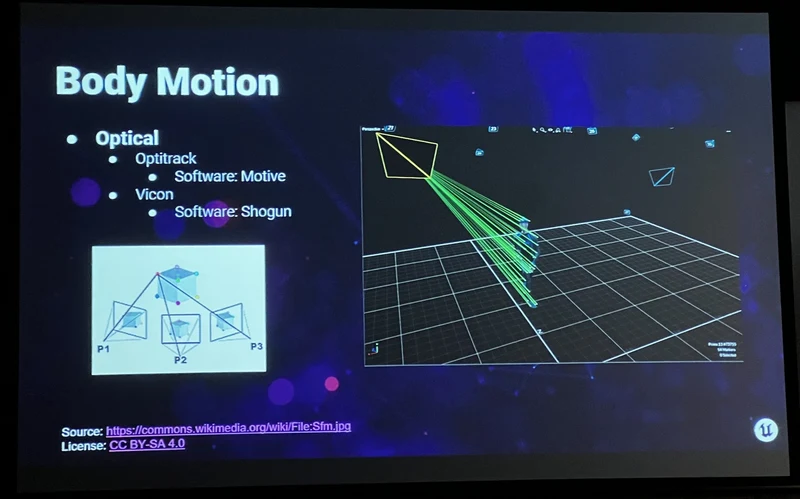 Body Motion
Optical
Optitrack
Software: Motive
Vicon
Software: Shogun
P1
P2
P3
Source: https://commons.wikimedia.org/wiki/File:Sfm.jpg
License: CC BY-SA 4.0